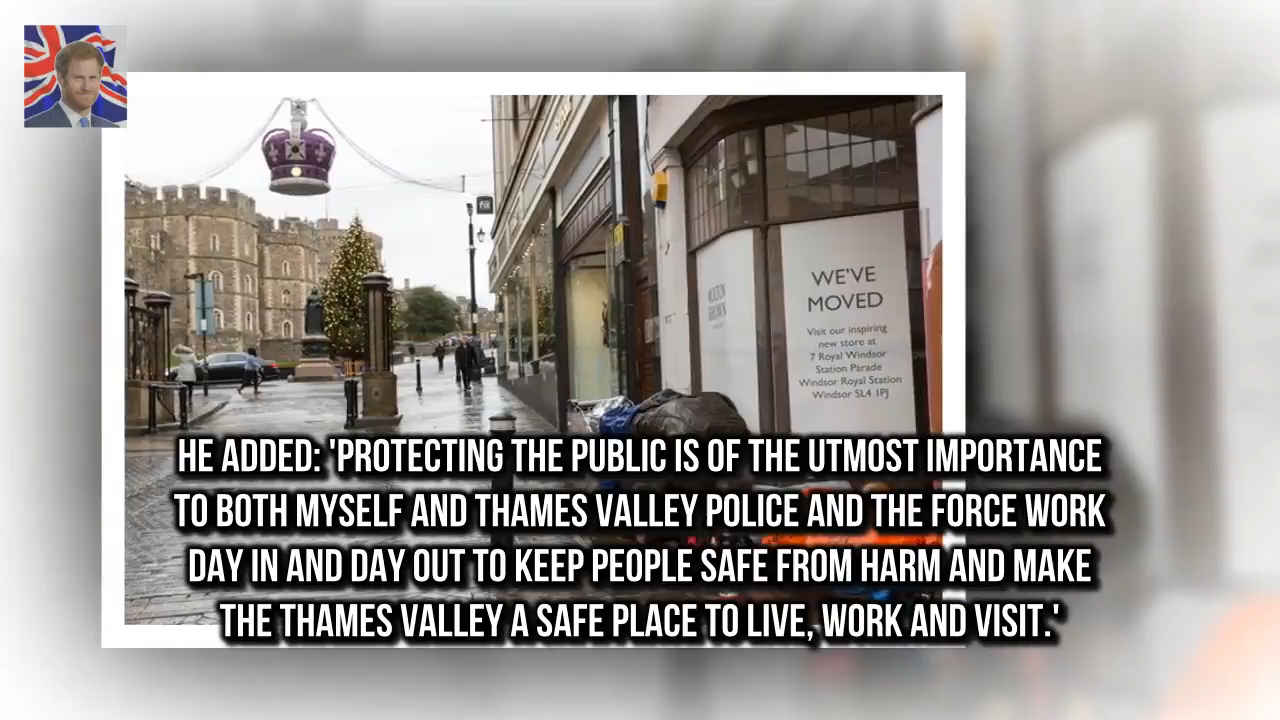 WE'VE
MOVED
MOLTON
BROWN
Visit our inspiring
new store at
7 Royal Windsor
Station Parade
Windsor Royal Station
Windsor SL4 1PJ
HE ADDED: 'PROTECTING THE PUBLIC IS OF THE UTMOST IMPORTANCE
TO BOTH MYSELF AND THAMES VALLEY POLICE AND THE FORCE WORK
DAY IN AND DAY OUT TO KEEP PEOPLE SAFE FROM HARM AND MAKE
THE THAMES VALLEY A SAFE PLACE TO LIVE, WORK AND VISIT.'